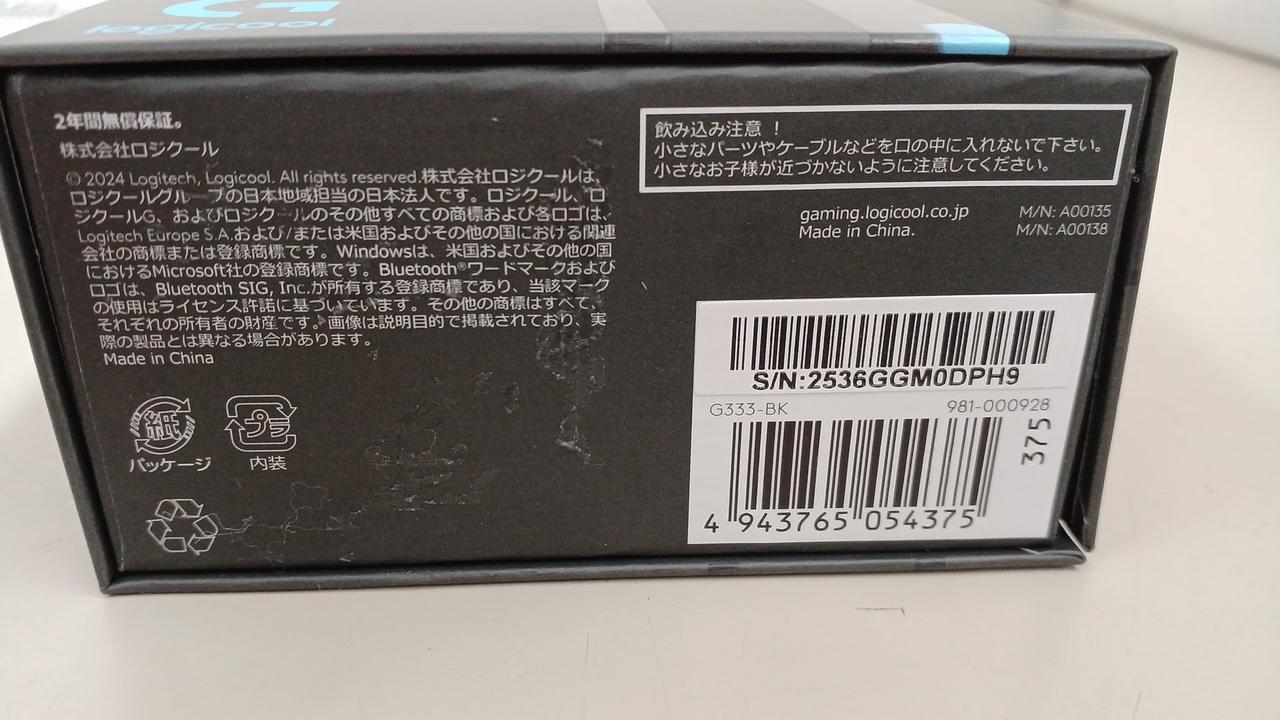 logicool
2年間無償保証。
株式会社ロジクール
© 2024 Logitech, Logicool. All rights reserved.株式会社ロジクールは、
ロジクールグループの日本地域担当の日本法人です。ロジクール、ロ
ジクールG、およびロジクールのその他すべての商標および各ロゴは、
Logitech Europe S.A.および/または米国およびその他の国における関連
会社の商標または登録商標です。Windowsは、米国およびその他の国
におけるMicrosoft社の登録商標です。Bluetooth®ワードマークおよび
ロゴは、Bluetooth SIG, Inc.が所有する登録商標であり、当該マーク
の使用はライセンス許諾に基づいています。その他の商標はすべて、
それぞれの所有者の財産です。画像は説明目的で掲載されており、実
際の製品とは異なる場合があります。
Made in China
紙
パッケージ
プラ
内装
飲み込み注意 !
小さなパーツやケーブルなどを口の中に入れないで下さい。
小さなお子様が近づかないように注意してください。
gaming.logicool.co.jp
Made in China.
M/N: A00135
M/N: A00138
S/N:2536GGM0DPH9
G333-BK 981-000928
375
4 943765 054375